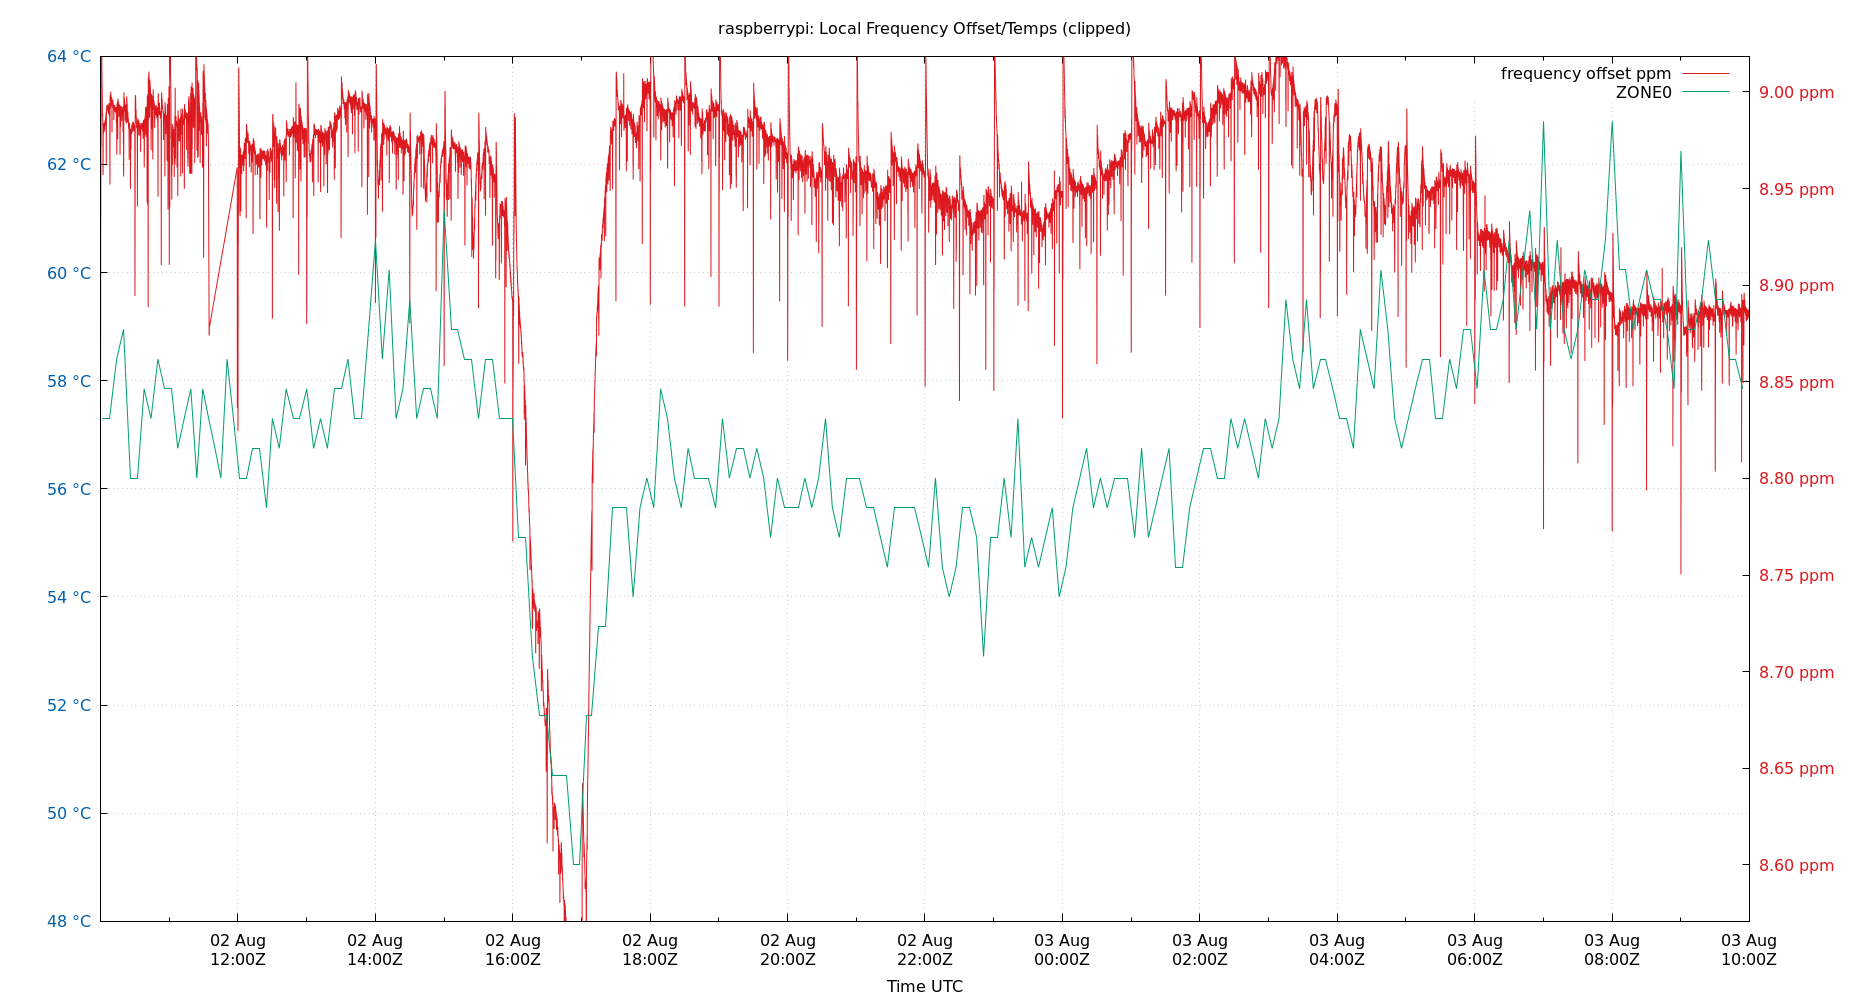 raspberrypi: Local Frequency Offset/Temps (clipped)
frequency offset ppm
ZONE0
64 °C
62 °C
60 °C
58 °C
56 °C
54 °C
52 °C
50 °C
48 °C
9.00 ppm
8.95 ppm
8.90 ppm
8.85 ppm
8.80 ppm
8.75 ppm
8.70 ppm
8.65 ppm
8.60 ppm
02 Aug 02 Aug 02 Aug 02 Aug 02 Aug 02 Aug 03 Aug 03 Aug 03 Aug 03 Aug 03 Aug 03 Aug
12:00Z 14:00Z 16:00Z 18:00Z 20:00Z 22:00Z 00:00Z 02:00Z 04:00Z 06:00Z 08:00Z 10:00Z
Time UTC